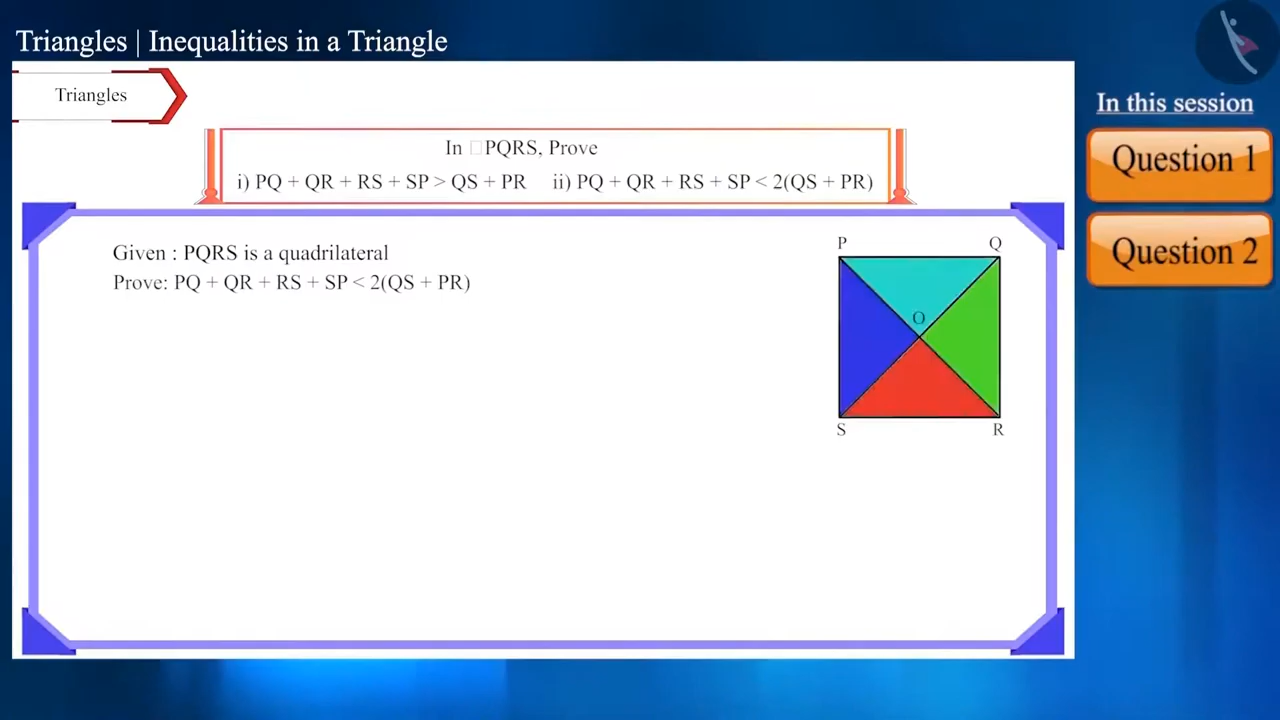 Triangles | Inequalities in a Triangle
Triangles
In this session
In □PQRS, Prove
Question 1
i) PQ + QR + RS + SP > QS + PR ii) PQ + QR + RS + SP < 2(QS + PR)
Question 2
Given : PQRS is a quadrilateral
Prove: PQ + QR + RS + SP < 2(QS + PR)
P Q
O
S R